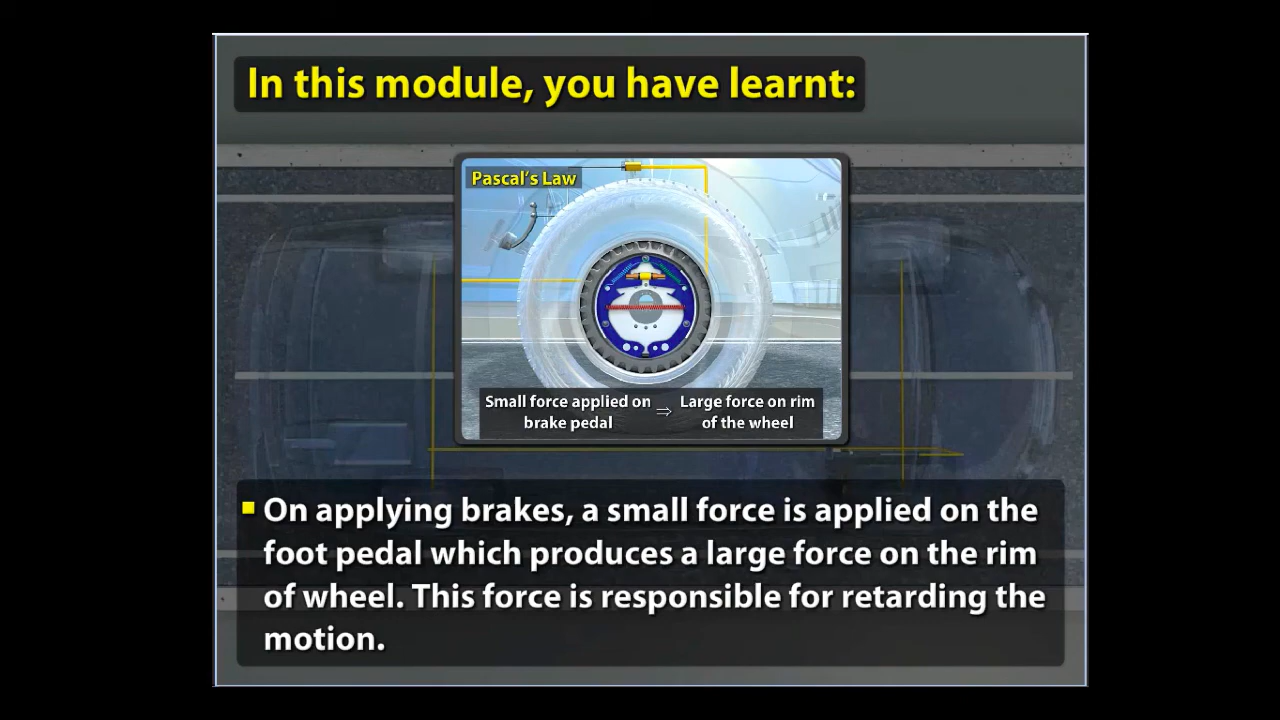 In this module, you have learnt:
Pascal's Law
Small force applied on
brake pedal
⇒
Large force on rim
of the wheel
▪ On applying brakes, a small force is applied on the
foot pedal which produces a large force on the rim
of wheel. This force is responsible for retarding the
motion.